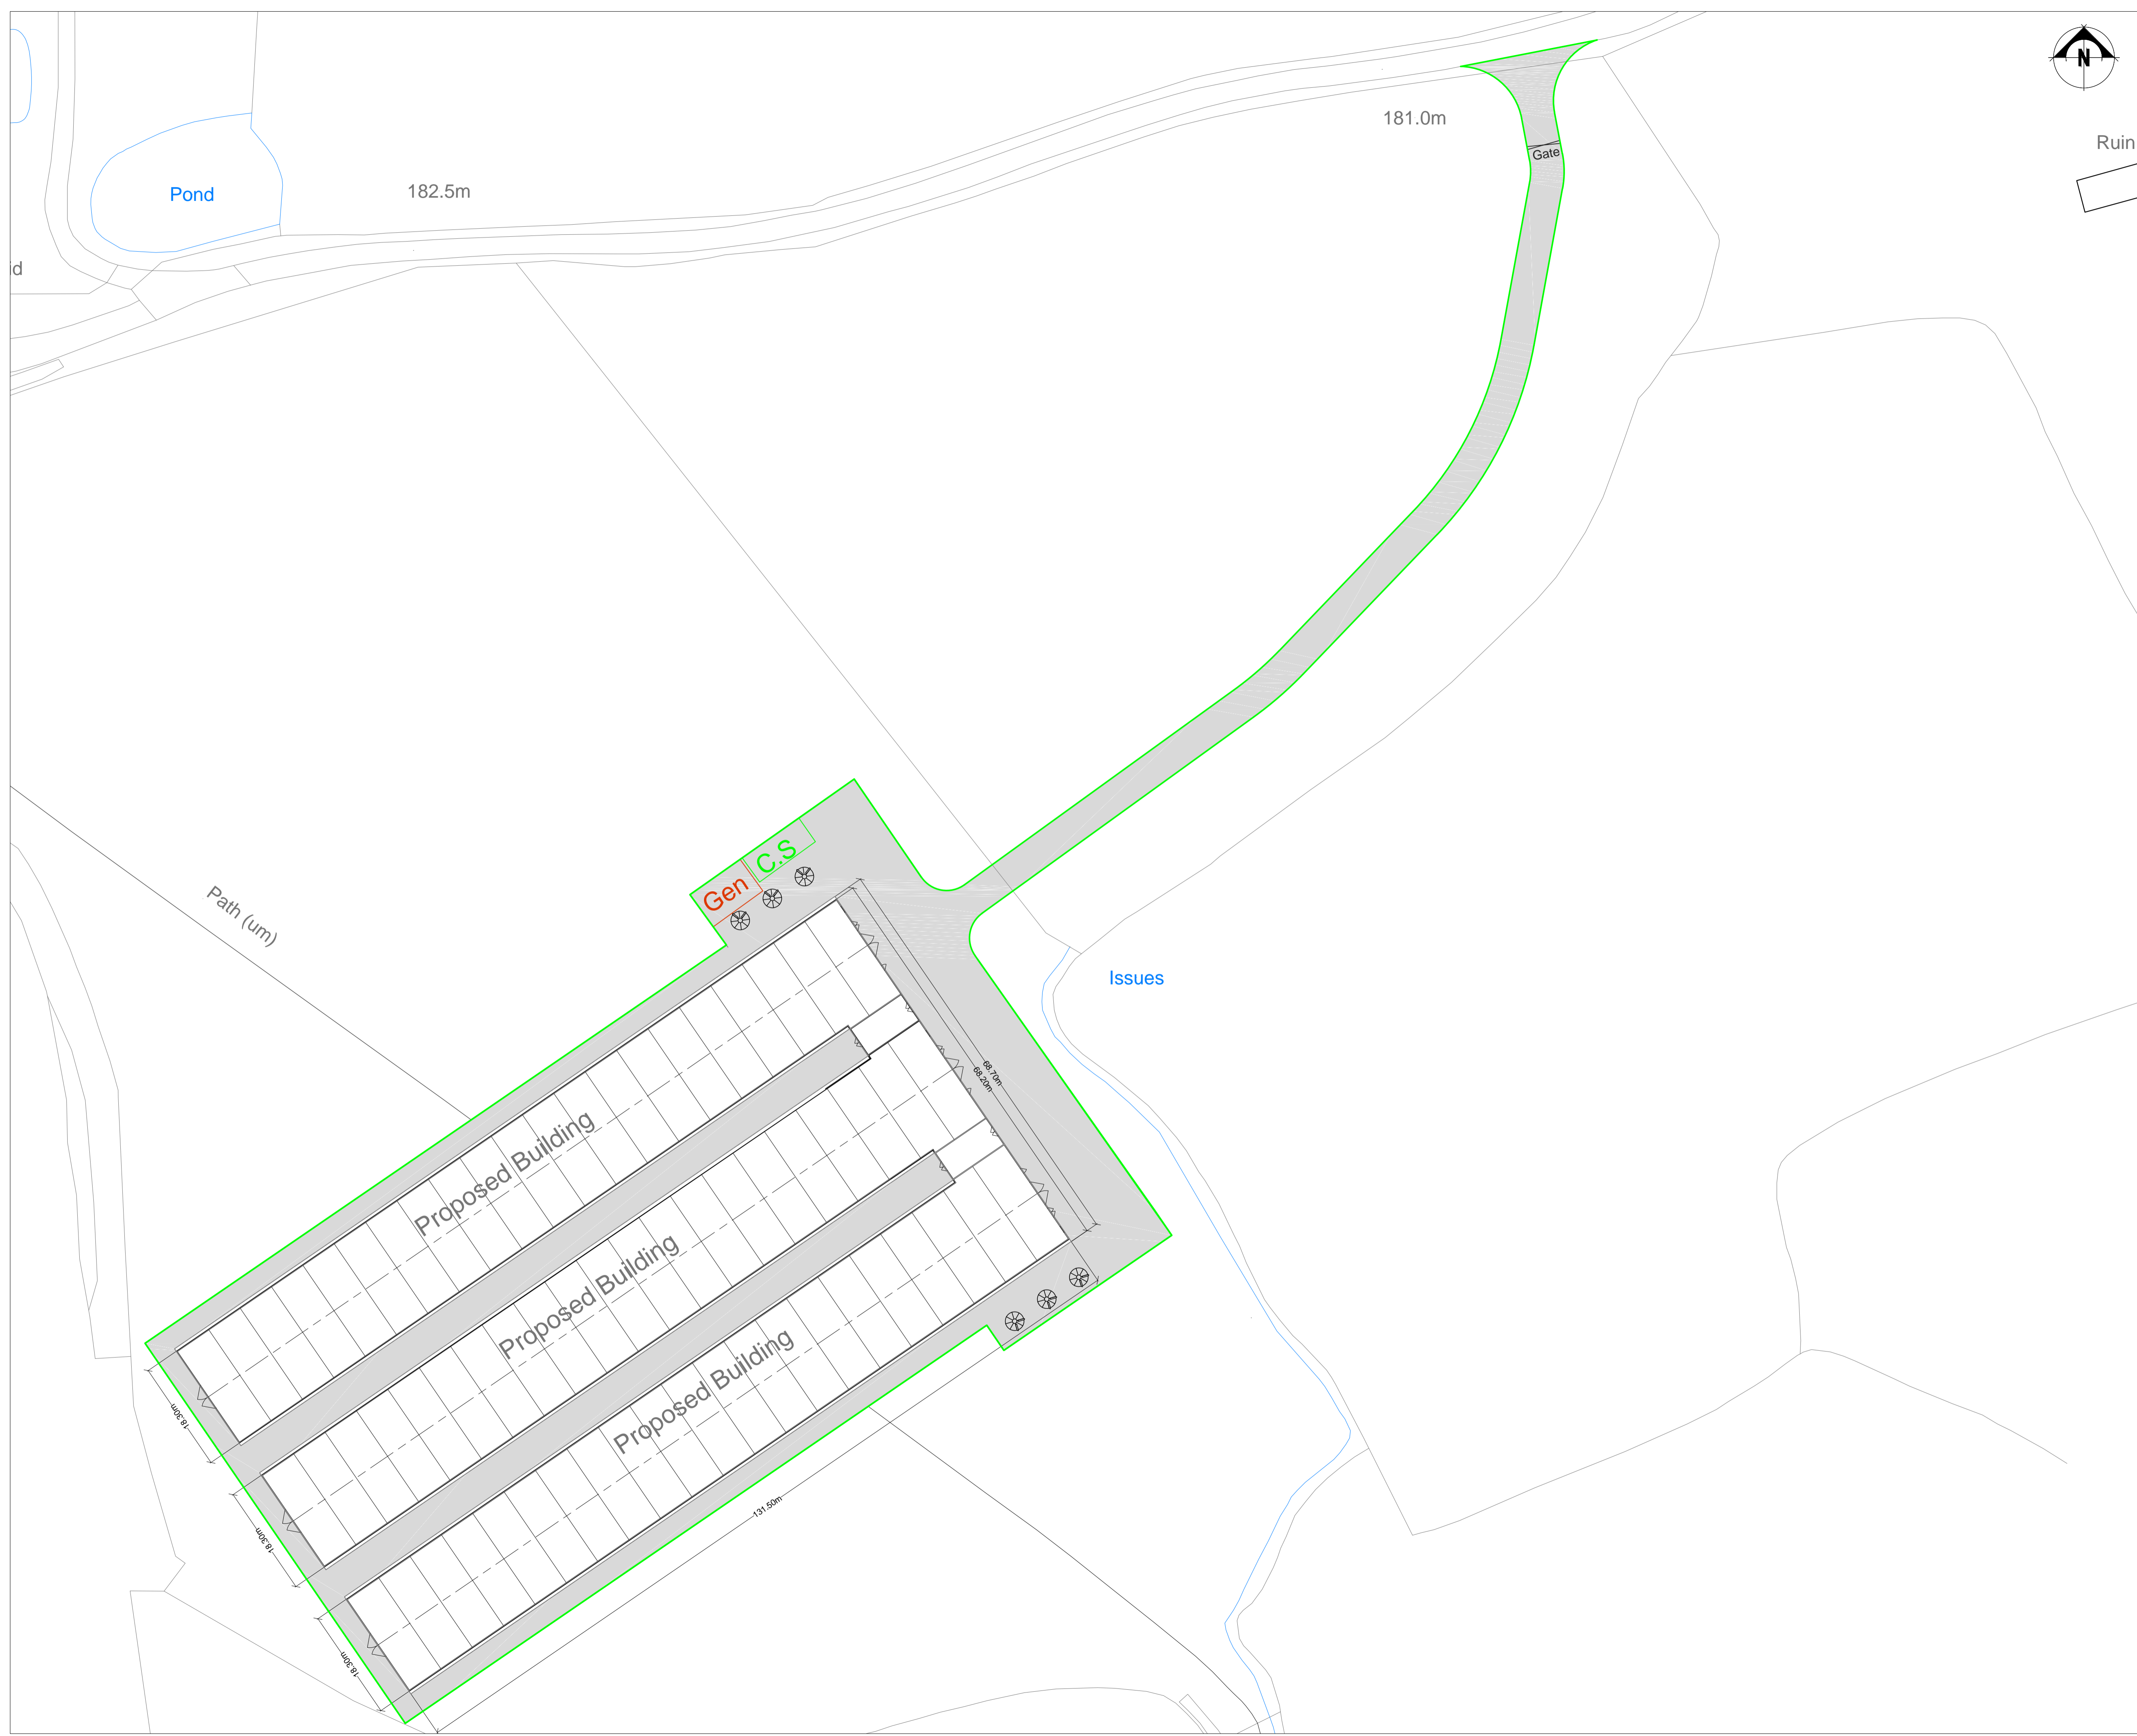 N
181.0m
Ruin
Gate
Pond
182.5m
id
C.S
Gen
Path (um)
Issues
68.70m
68.20m
Proposed Building
Proposed Building
Proposed Building
18.30m
18.30m
18.30m
131.50m